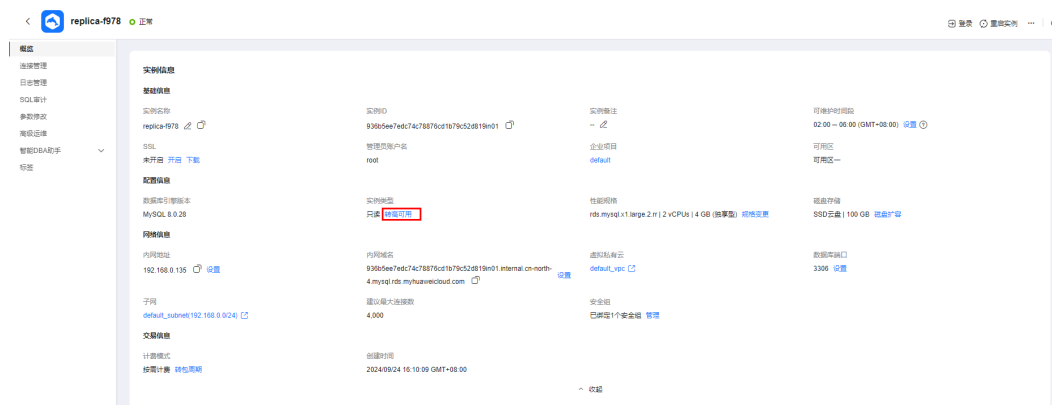 replica-f978 正常
登录 重启实例 ···
概览
连接管理
日志管理
SQL审计
参数修改
高级运维
智能DBA助手
标签
实例信息
基础信息
实例名称 实例ID 实例备注 可维护时间段
replica-f978 936b5ee7edc74c78876cd1b79c52d819in01 -- 02:00 — 06:00 (GMT+08:00) 设置
SSL 管理员账户名 企业项目 可用区
未开启 开启 下载 root default 可用区一
配置信息
数据库引擎版本 实例类型 性能规格 磁盘存储
MySQL 8.0.28 只读 转高可用 rds.mysql.x1.large.2.rr | 2 vCPUs | 4 GB (独享型) 规格变更 SSD云盘 | 100 GB 磁盘扩容
网络信息
内网地址 内网域名 虚拟私有云 数据库端口
192.168.0.135 设置 936b5ee7edc74c78876cd1b79c52d819in01.internal.cn-north- 设置 default_vpc 3306 设置
4.mysql.rds.myhuaweicloud.com
子网 建议最大连接数 安全组
default_subnet(192.168.0.0/24) 4,000 已绑定1个安全组 管理
交易信息
计费模式 创建时间
按需计费 转包周期 2024/09/24 16:10:09 GMT+08:00
收起